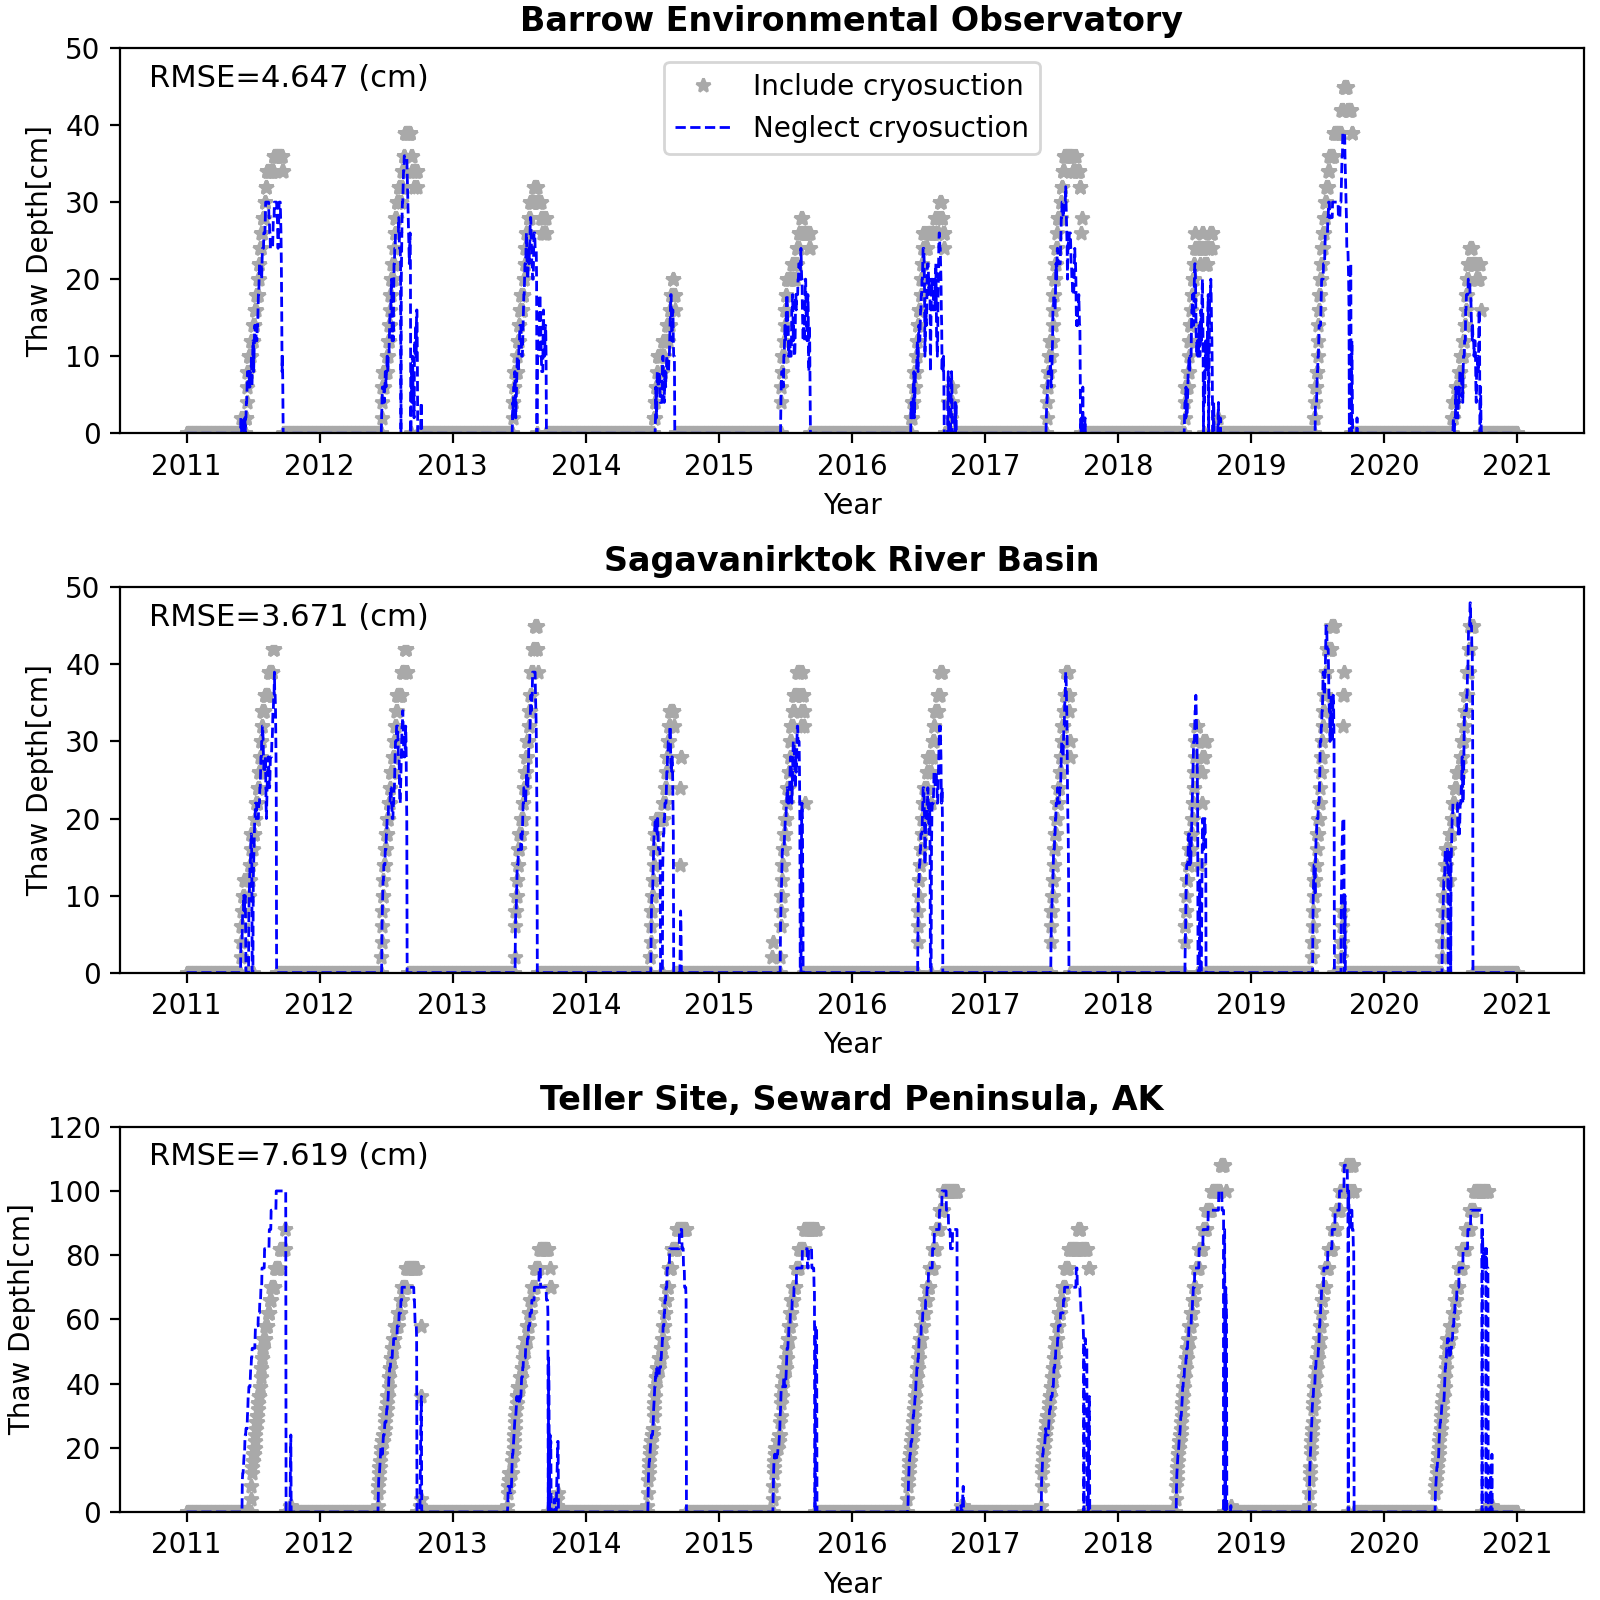 Barrow Environmental Observatory
50
RMSE=4.647 (cm)
Include cryosuction
Neglect cryosuction
40
30
20
10
0
Thaw Depth[cm]
2011 2012 2013 2014 2015 2016 2017 2018 2019 2020 2021
Year
Sagavanirktok River Basin
50
RMSE=3.671 (cm)
40
30
20
10
0
Thaw Depth[cm]
2011 2012 2013 2014 2015 2016 2017 2018 2019 2020 2021
Year
Teller Site, Seward Peninsula, AK
120
RMSE=7.619 (cm)
100
80
60
40
20
0
Thaw Depth[cm]
2011 2012 2013 2014 2015 2016 2017 2018 2019 2020 2021
Year